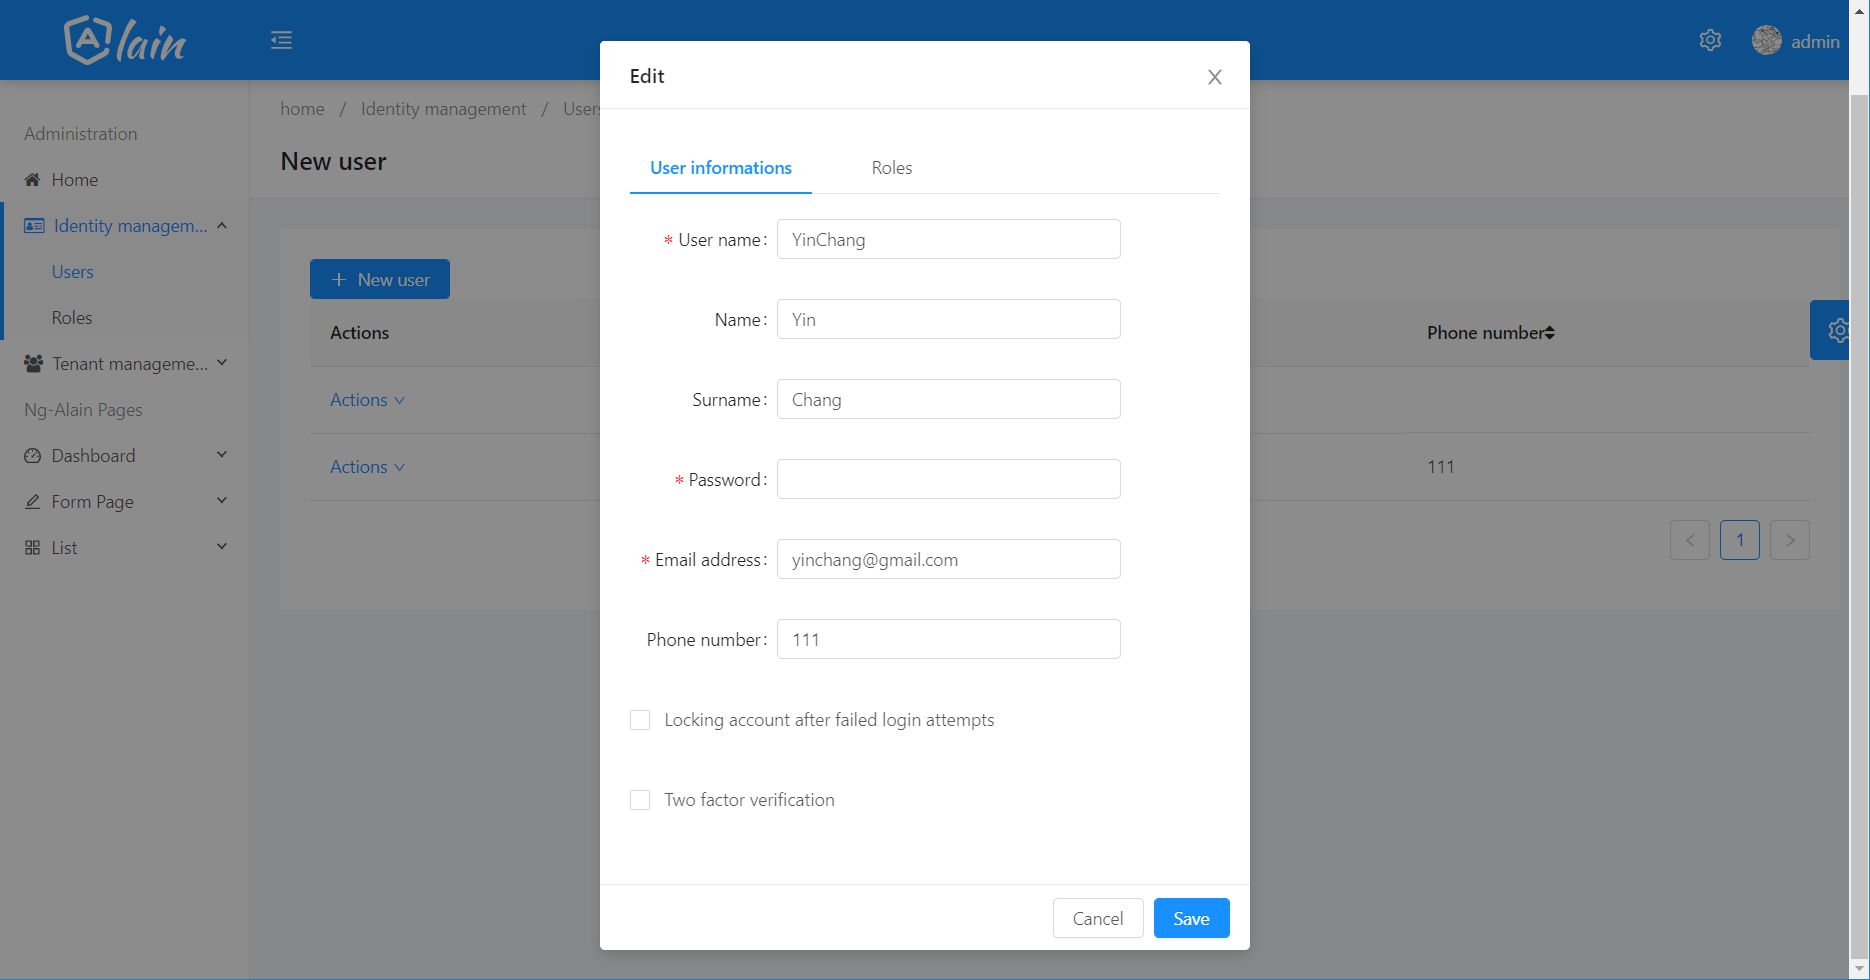 Alain
admin
home / Identity management / Users
New user
Administration
Home
Identity managem...
Users
Roles
Tenant manageme...
Ng-Alain Pages
Dashboard
Form Page
List
+ New user
Actions
Phone number
Actions
Actions
111
< 1 >
Edit
User informations
Roles
* User name: YinChang
Name: Yin
Surname: Chang
* Password:
* Email address: yinchang@gmail.com
Phone number: 111
Locking account after failed login attempts
Two factor verification
Cancel
Save